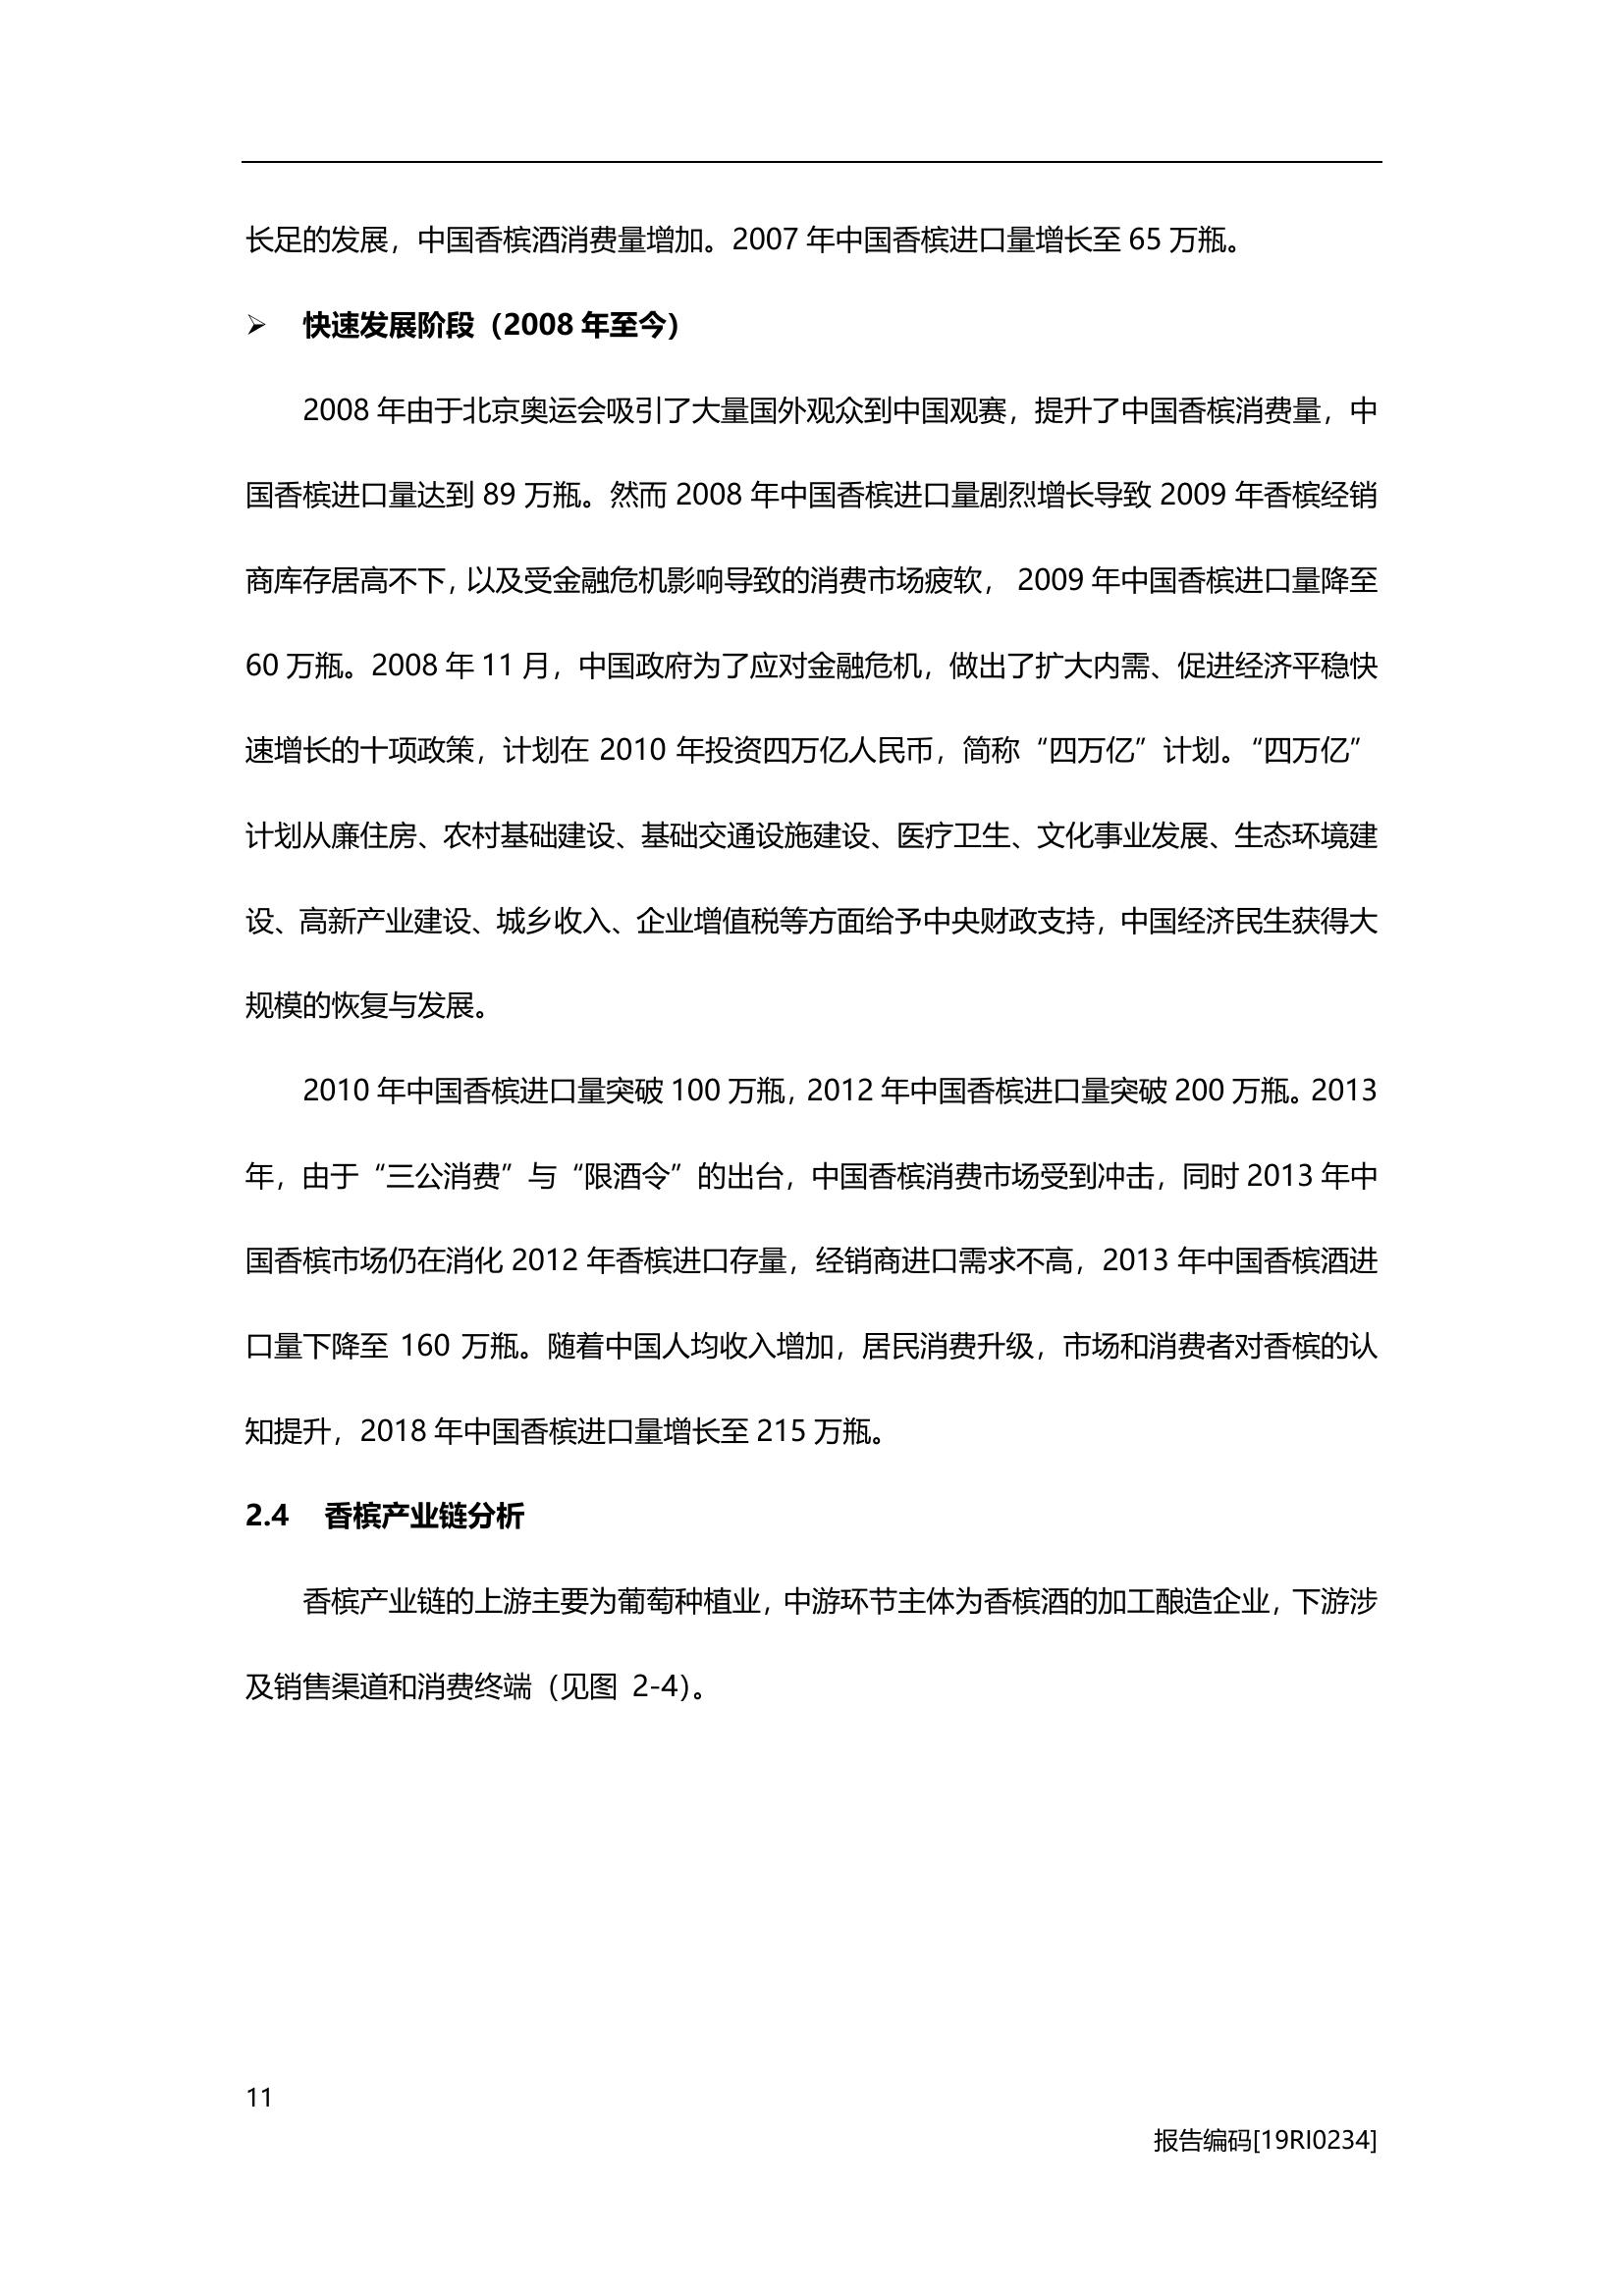 长足的发展，中国香槟酒消费量增加。2007 年中国香槟进口量增长至 65 万瓶。
➢ 快速发展阶段（2008 年至今）
2008 年由于北京奥运会吸引了大量国外观众到中国观赛，提升了中国香槟消费量，中
国香槟进口量达到 89 万瓶。然而 2008 年中国香槟进口量剧烈增长导致 2009 年香槟经销
商库存居高不下，以及受金融危机影响导致的消费市场疲软， 2009 年中国香槟进口量降至
60 万瓶。2008 年 11 月，中国政府为了应对金融危机，做出了扩大内需、促进经济平稳快
速增长的十项政策，计划在 2010 年投资四万亿人民币，简称“四万亿”计划。“四万亿”
计划从廉住房、农村基础建设、基础交通设施建设、医疗卫生、文化事业发展、生态环境建
设、高新产业建设、城乡收入、企业增值税等方面给予中央财政支持，中国经济民生获得大
规模的恢复与发展。
2010 年中国香槟进口量突破 100 万瓶，2012 年中国香槟进口量突破 200 万瓶。2013
年，由于“三公消费”与“限酒令”的出台，中国香槟消费市场受到冲击，同时 2013 年中
国香槟市场仍在消化 2012 年香槟进口存量，经销商进口需求不高，2013 年中国香槟酒进
口量下降至 160 万瓶。随着中国人均收入增加，居民消费升级，市场和消费者对香槟的认
知提升，2018 年中国香槟进口量增长至 215 万瓶。
2.4 香槟产业链分析
香槟产业链的上游主要为葡萄种植业，中游环节主体为香槟酒的加工酿造企业，下游涉
及销售渠道和消费终端（见图 2-4）。
11
报告编码[19RI0234]